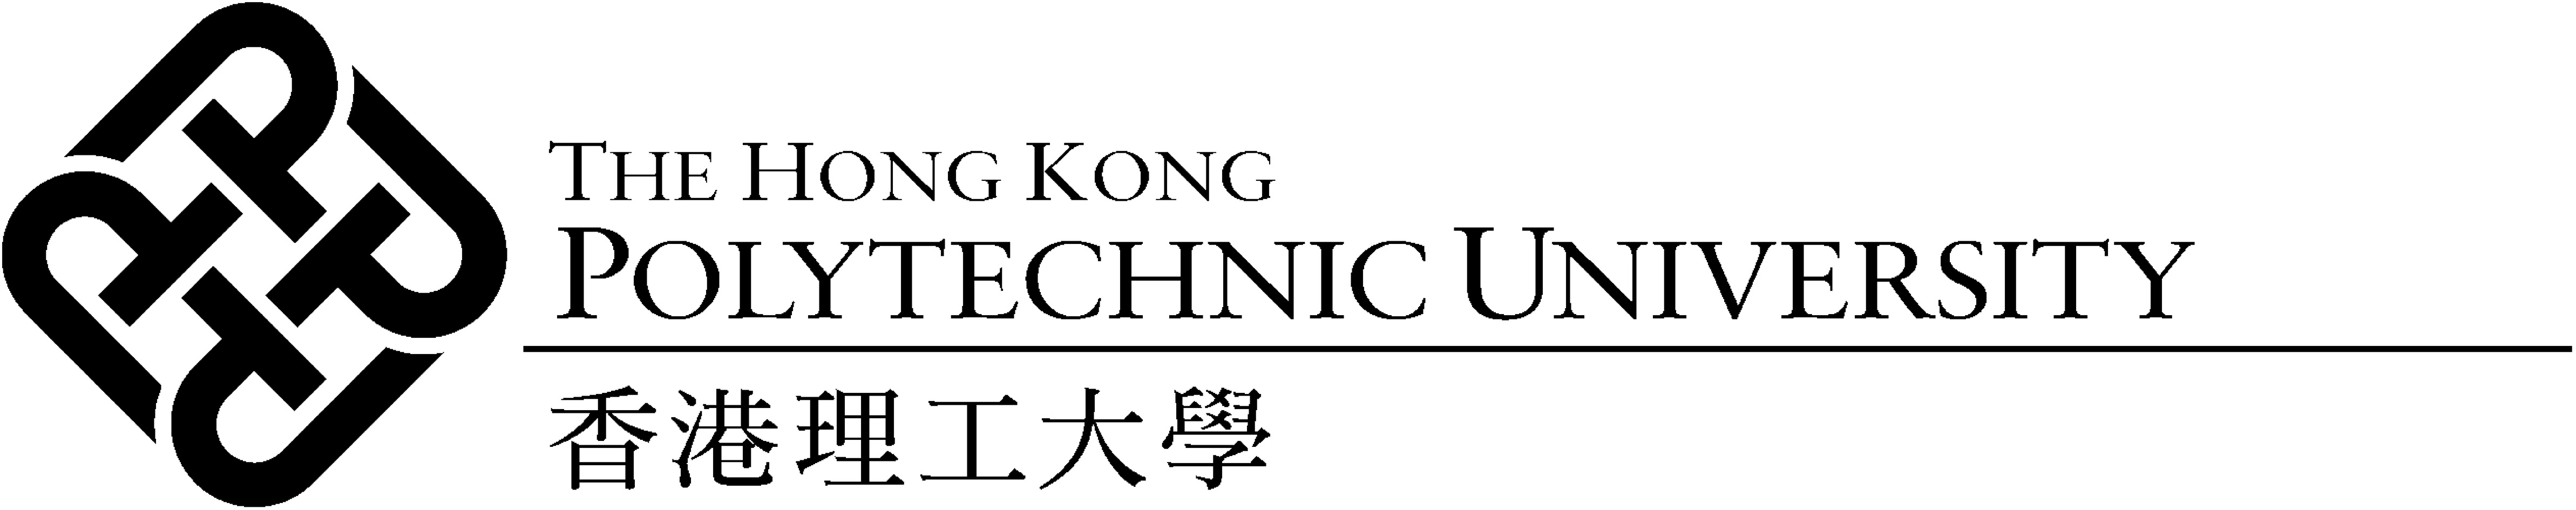 THE HONG KONG
POLYTECHNIC UNIVERSITY
香港理工大學